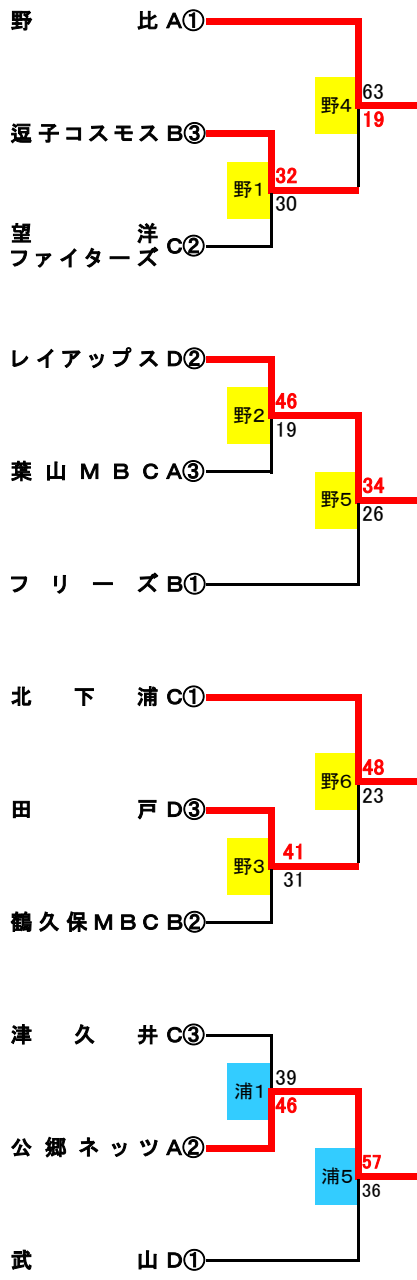 野比 A①
野4
63
19
逗子コスモス B③
野1
32
30
望洋
ファイターズ C②
レイアップス D②
野2
46
19
葉山MBC A③
野5
34
26
フリーズ B①
北下浦 C①
野6
48
23
田戸 D③
野3
41
31
鶴久保MBC B②
津久井 C③
浦1
39
46
公郷ネッツ A②
浦5
57
36
武山 D①